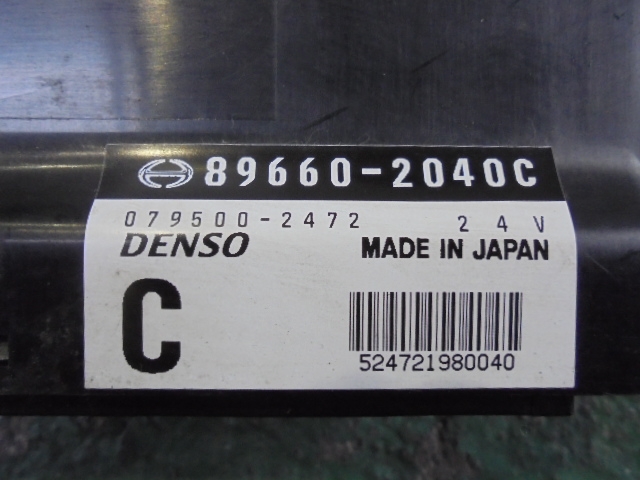 89660-2040C
079500-2472 24V
DENSO MADE IN JAPAN
C
524721980040